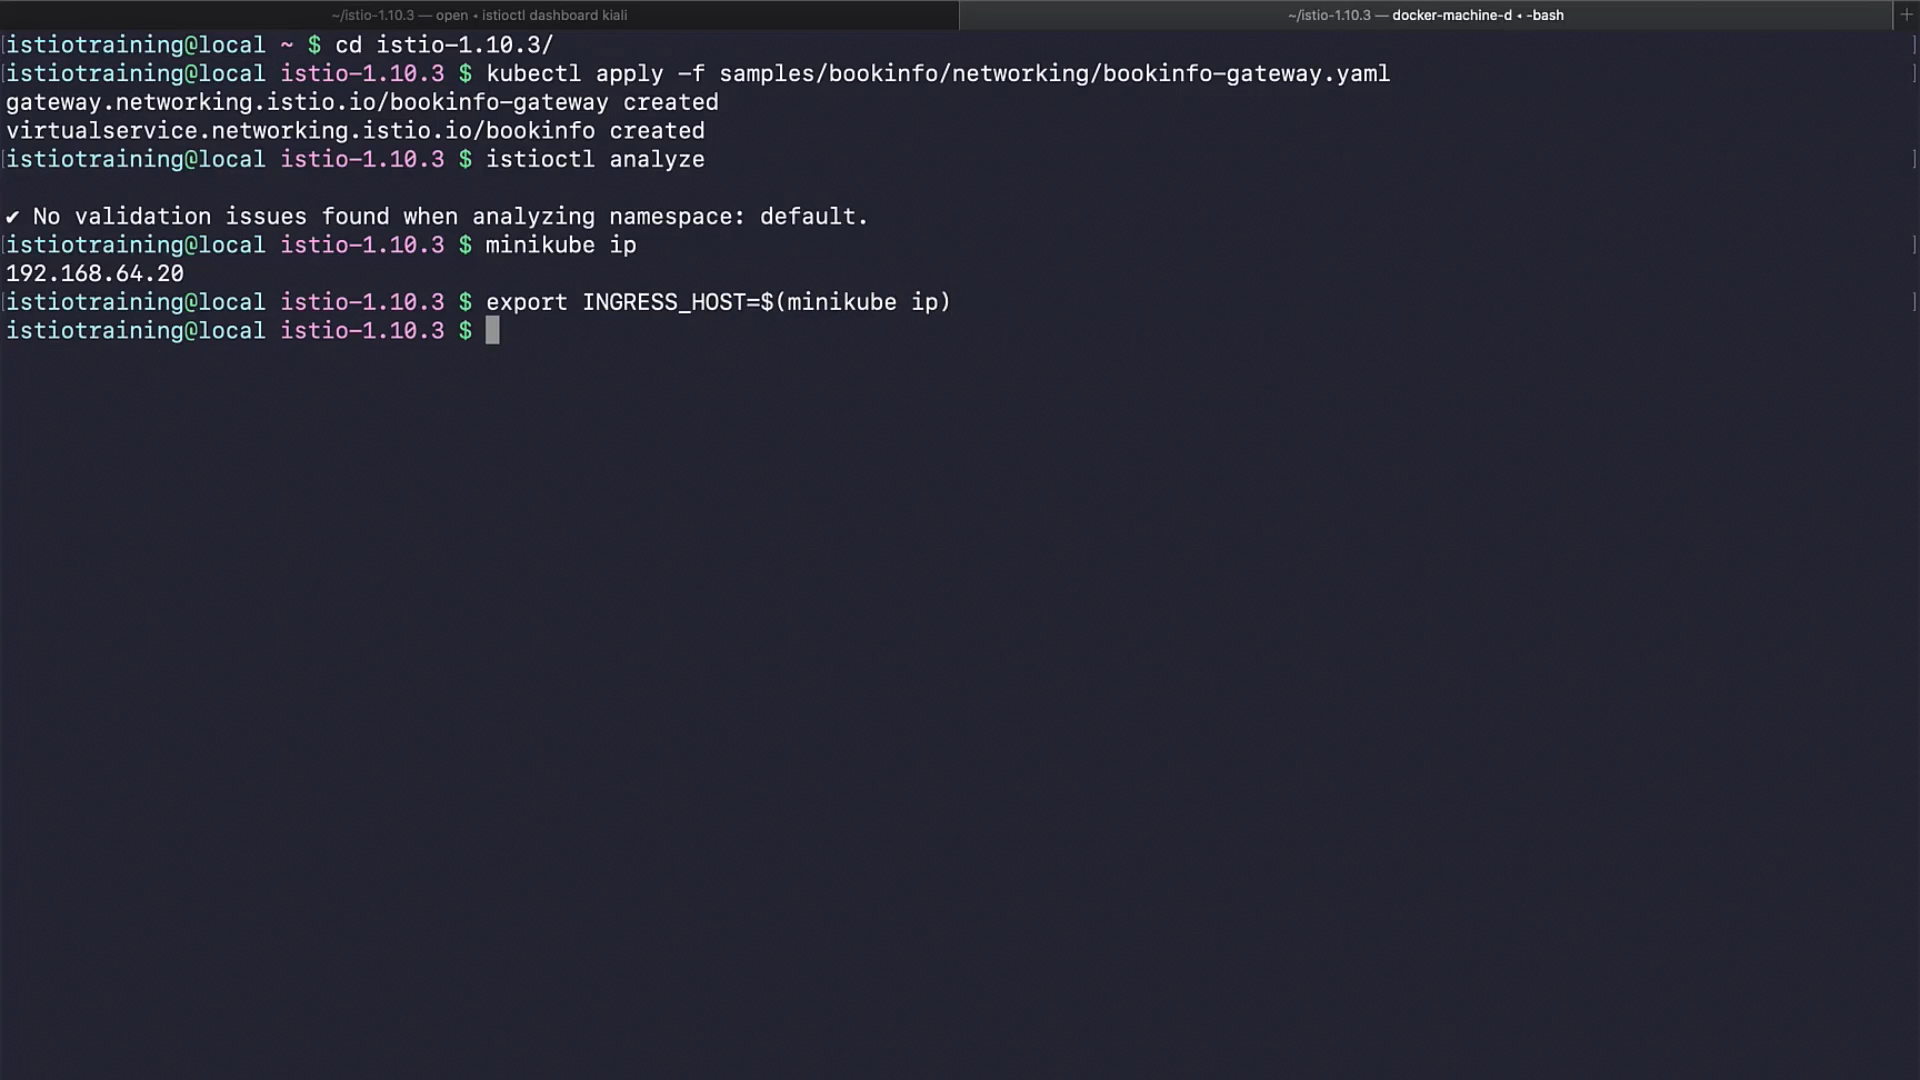 ~/istio-1.10.3 — open • istioctl dashboard kiali
~/istio-1.10.3 — docker-machine-d • -bash
+
istiotraining@local ~ $ cd istio-1.10.3/
istiotraining@local istio-1.10.3 $ kubectl apply -f samples/bookinfo/networking/bookinfo-gateway.yaml
gateway.networking.istio.io/bookinfo-gateway created
virtualservice.networking.istio.io/bookinfo created
istiotraining@local istio-1.10.3 $ istioctl analyze
✔ No validation issues found when analyzing namespace: default.
istiotraining@local istio-1.10.3 $ minikube ip
192.168.64.20
istiotraining@local istio-1.10.3 $ export INGRESS_HOST=$(minikube ip)
istiotraining@local istio-1.10.3 $